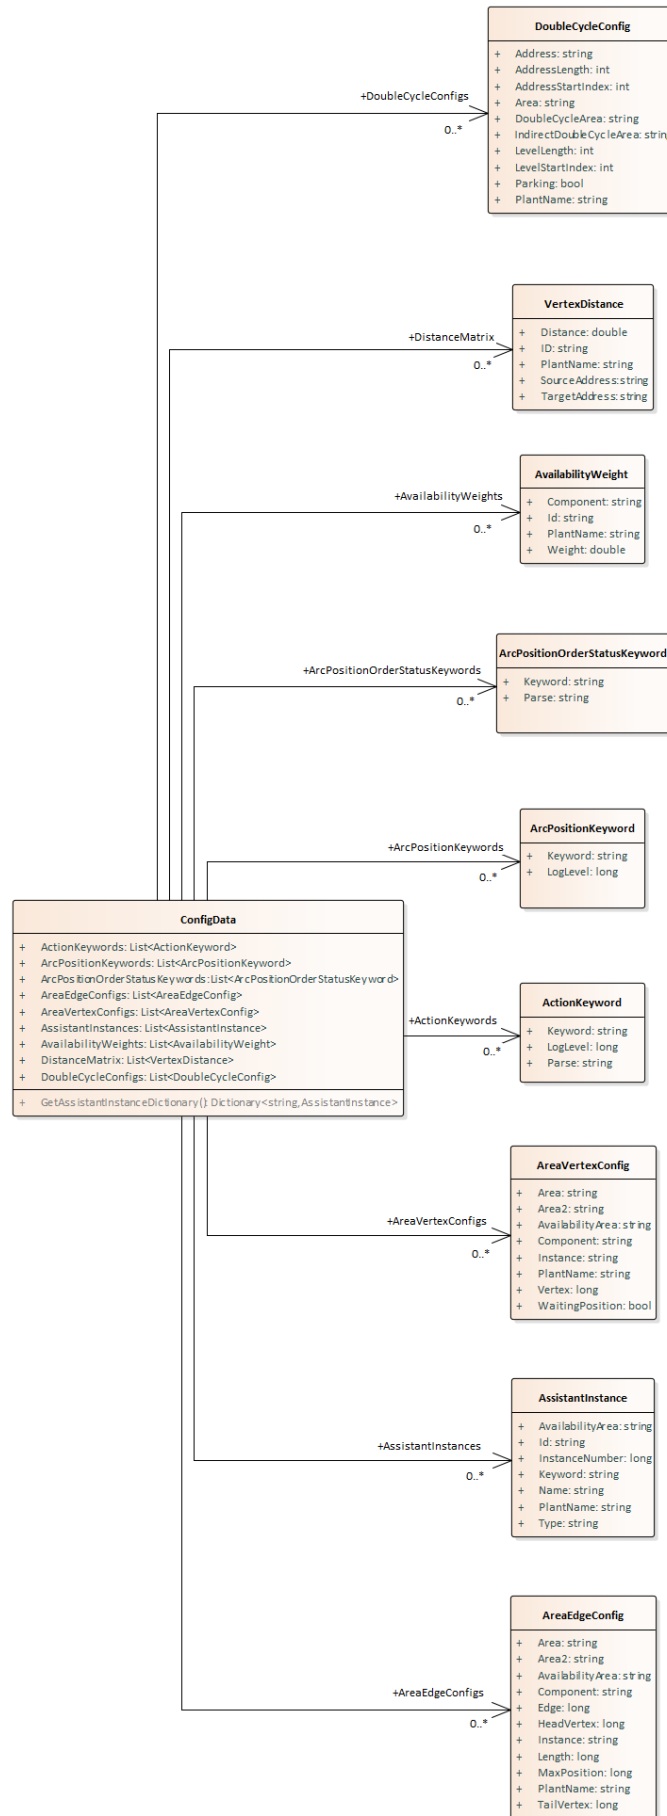 DoubleCycleConfig
+ Address: string
+ AddressLength: int
+ AddressStartIndex: int
+ Area: string
+ DoubleCycleArea: string
+ IndirectDoubleCycleArea: string
+ LevelLength: int
+ LevelStartIndex: int
+ Parking: bool
+ PlantName: string
+DoubleCycleConfigs
0..*
VertexDistance
+ Distance: double
+ ID: string
+ PlantName: string
+ SourceAddress:string
+ TargetAddress:string
+DistanceMatrix
0..*
AvailabilityWeight
+ Component: string
+ Id: string
+ PlantName: string
+ Weight: double
+AvailabilityWeights
0..*
ArcPositionOrderStatusKeyword
+ Keyword: string
+ Parse: string
+ArcPositionOrderStatusKeywords
0..*
ArcPositionKeyword
+ Keyword: string
+ LogLevel: long
+ArcPositionKeywords
0..*
ConfigData
+ ActionKeywords: List<ActionKeyword>
+ ArcPositionKeywords: List<ArcPositionKeyword>
+ ArcPositionOrderStatusKeywords:List<ArcPositionOrderStatusKeyword>
+ AreaEdgeConfigs: List<AreaEdgeConfig>
+ AreaVertexConfigs: List<AreaVertexConfig>
+ AssistantInstances: List<AssistantInstance>
+ AvailabilityWeights: List<AvailabilityWeight>
+ DistanceMatrix: List<VertexDistance>
+ DoubleCycleConfigs: List<DoubleCycleConfig>
+ GetAssistantInstanceDictionary(): Dictionary<string,AssistantInstance>
ActionKeyword
+ Keyword: string
+ LogLevel: long
+ Parse: string
+ActionKeywords
0..*
AreaVertexConfig
+ Area: string
+ Area2: string
+ AvailabilityArea: string
+ Component: string
+ Instance: string
+ PlantName: string
+ Vertex: long
+ WaitingPosition: bool
+AreaVertexConfigs
0..*
AssistantInstance
+ AvailabilityArea: string
+ Id: string
+ InstanceNumber: long
+ Keyword: string
+ Name: string
+ PlantName: string
+ Type: string
+AssistantInstances
0..*
AreaEdgeConfig
+ Area: string
+ Area2: string
+ AvailabilityArea: string
+ Component: string
+ Edge: long
+ HeadVertex: long
+ Instance: string
+ Length: long
+ MaxPosition: long
+ PlantName: string
+ TailVertex: long
+AreaEdgeConfigs
0..*